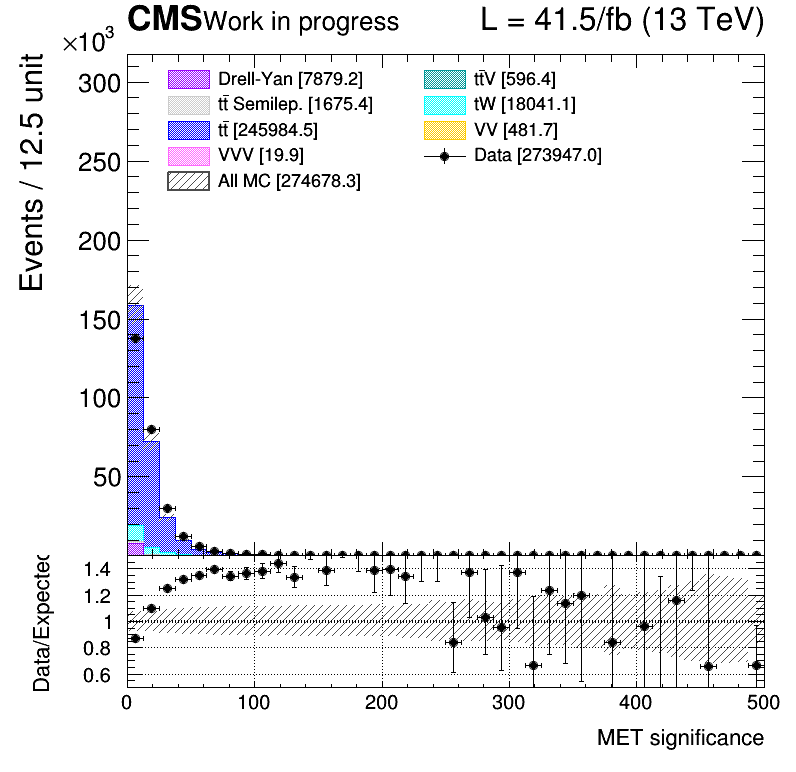 CMS Work in progress L = 41.5/fb (13 TeV)
×10³
Events / 12.5 unit
300
250
200
150
100
50
Drell-Yan [7879.2]
tt̄ Semilep. [1675.4]
tt̄ [245984.5]
VVV [19.9]
All MC [274678.3]
tt̄V [596.4]
tW [18041.1]
VV [481.7]
Data [273947.0]
Data/Expected
1.4
1.2
1
0.8
0.6
0 100 200 300 400 500
MET significance